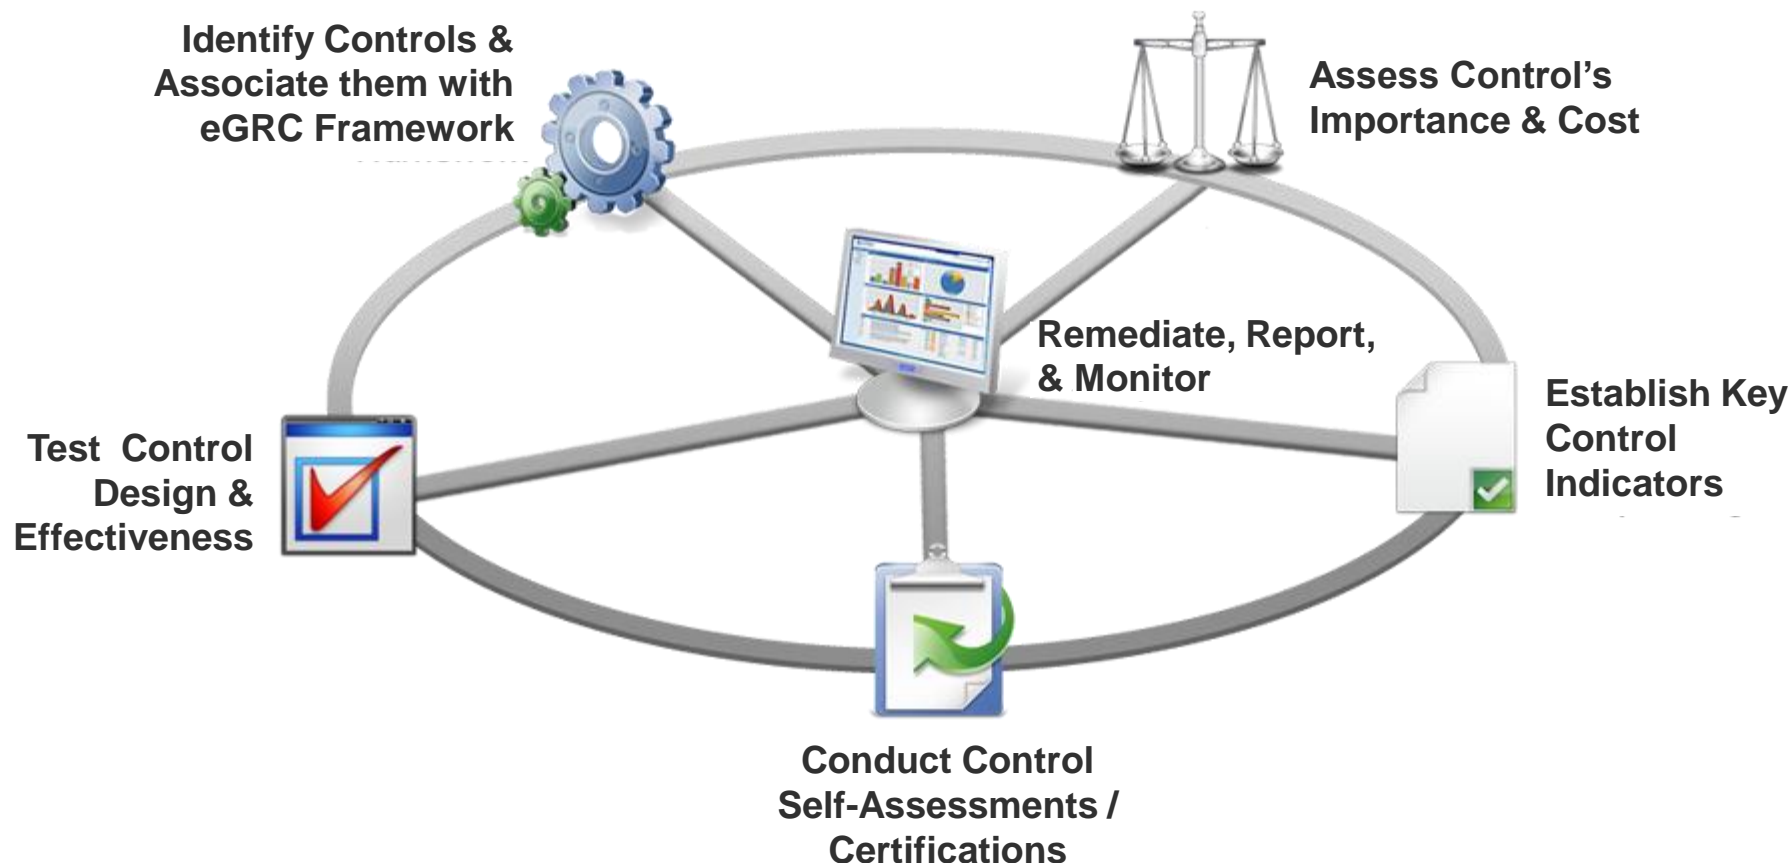 Identify Controls &
Associate them with
eGRC Framework
Assess Control’s
Importance & Cost
Remediate, Report,
& Monitor
Establish Key
Control
Indicators
Test  Control
Design &
Effectiveness
Conduct Control
Self-Assessments /
Certifications